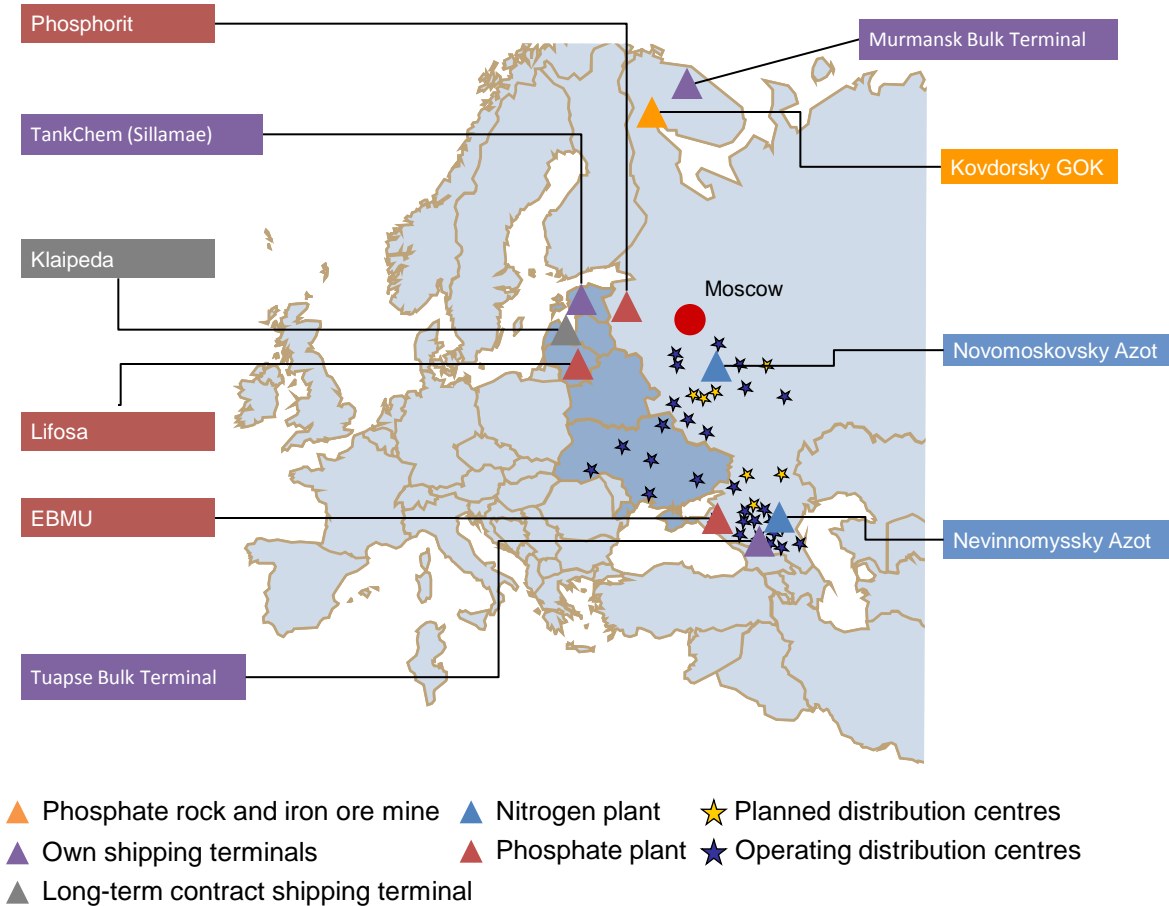 Phosphorit
Murmansk Bulk Terminal
TankChem (Sillamae)
Kovdorsky GOK
Klaipeda
Moscow
Novomoskovsky Azot
Lifosa
EBMU
Nevinnomyssky Azot
Tuapse Bulk Terminal
Phosphate rock and iron ore mine
Nitrogen plant
Planned distribution centres
Own shipping terminals
Phosphate plant
Operating distribution centres
Long-term contract shipping terminal